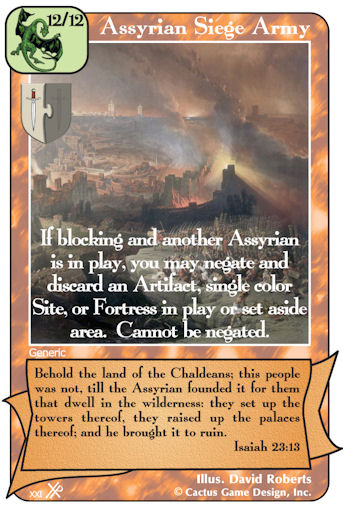 12/12
Assyrian Siege Army
If blocking and another Assyrian
is in play, you may negate and
discard an Artifact, single color
Site, or Fortress in play or set aside
area. Cannot be negated.
Generic
Behold the land of the Chaldeans; this people
was not, till the Assyrian founded it for them
that dwell in the wilderness: they set up the
towers thereof, they raised up the palaces
thereof; and he brought it to ruin.
Isaiah 23:13
Illus. David Roberts
XXI
© Cactus Game Design, Inc.